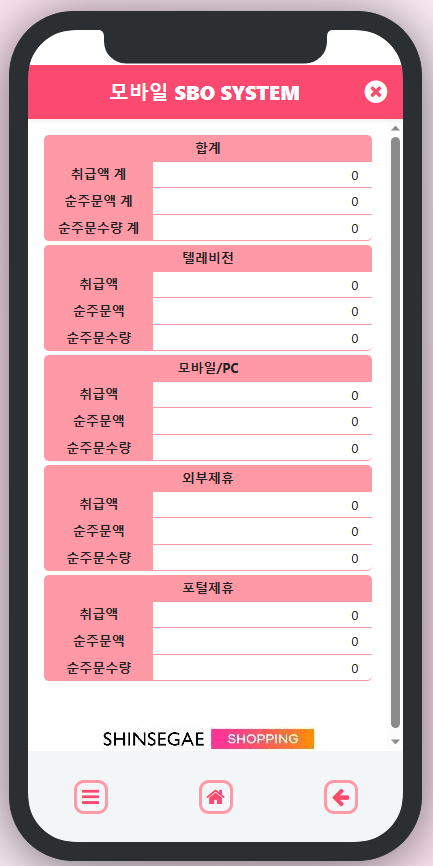 모바일 SBO SYSTEM
합계
취급액 계 0
순주문액 계 0
순주문수량 계 0
텔레비전
취급액 0
순주문액 0
순주문수량 0
모바일/PC
취급액 0
순주문액 0
순주문수량 0
외부제휴
취급액 0
순주문액 0
순주문수량 0
포털제휴
취급액 0
순주문액 0
순주문수량 0
SHINSEGAE SHOPPING